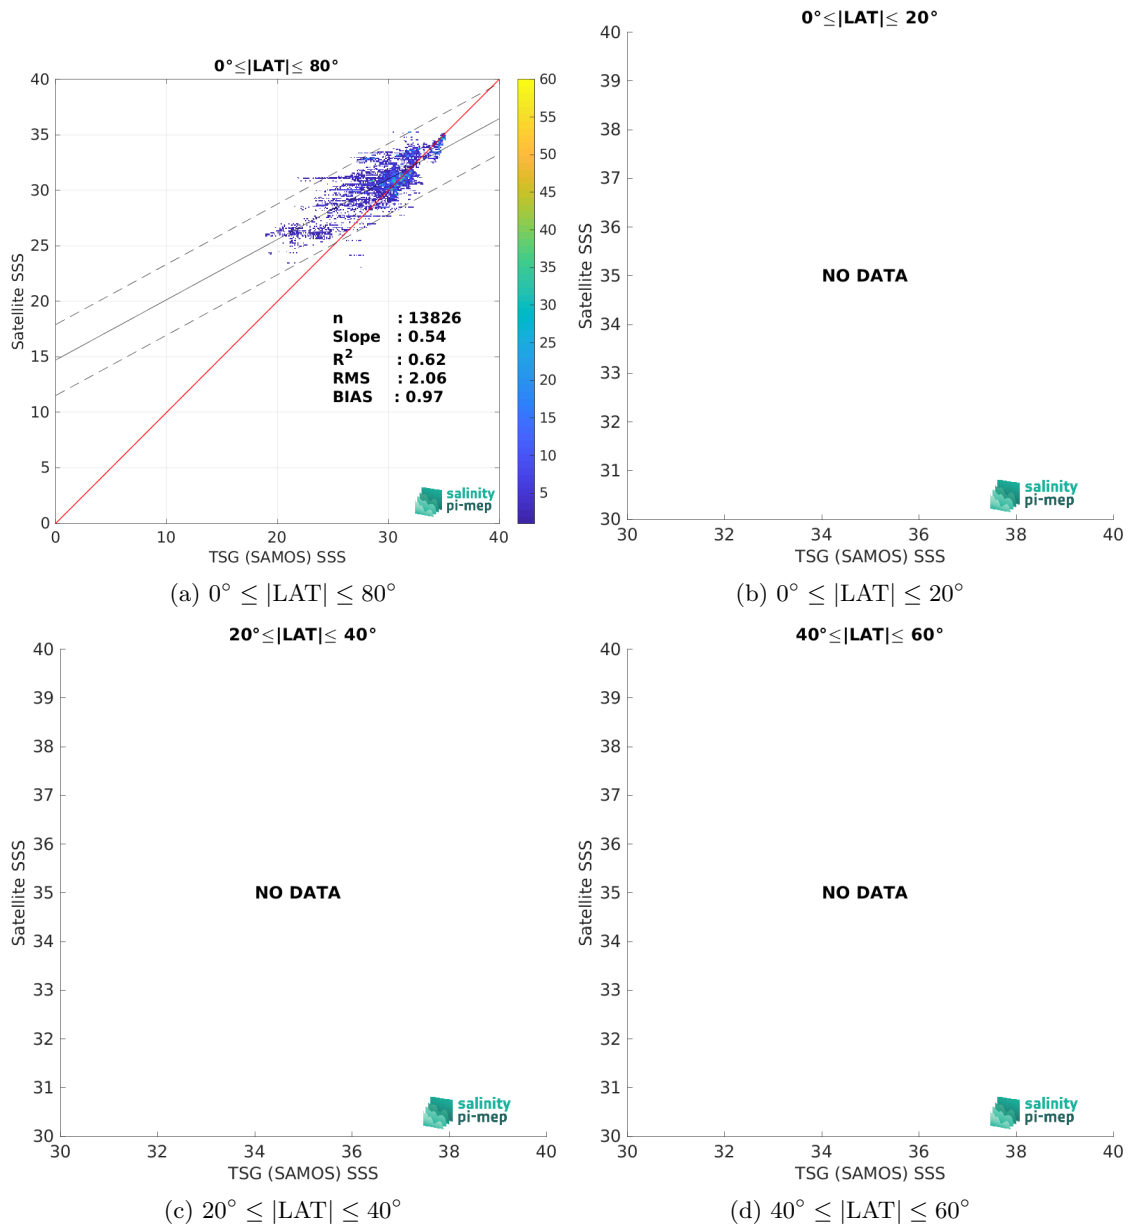 0°≤|LAT|≤ 80°
40
35
30
25
20
15
10
5
0
Satellite SSS
0
10
20
30
40
TSG (SAMOS) SSS
n : 13826
Slope : 0.54
R² : 0.62
RMS : 2.06
BIAS : 0.97
60
55
50
45
40
35
30
25
20
15
10
5
salinity
pi-mep
(a) 0° ≤ |LAT| ≤ 80°
0°≤|LAT|≤ 20°
40
39
38
37
36
35
34
33
32
31
30
Satellite SSS
NO DATA
salinity
pi-mep
30
32
34
36
38
40
TSG (SAMOS) SSS
(b) 0° ≤ |LAT| ≤ 20°
20°≤|LAT|≤ 40°
40
39
38
37
36
35
34
33
32
31
30
Satellite SSS
NO DATA
salinity
pi-mep
30
32
34
36
38
40
TSG (SAMOS) SSS
(c) 20° ≤ |LAT| ≤ 40°
40°≤|LAT|≤ 60°
40
39
38
37
36
35
34
33
32
31
30
Satellite SSS
NO DATA
salinity
pi-mep
30
32
34
36
38
40
TSG (SAMOS) SSS
(d) 40° ≤ |LAT| ≤ 60°